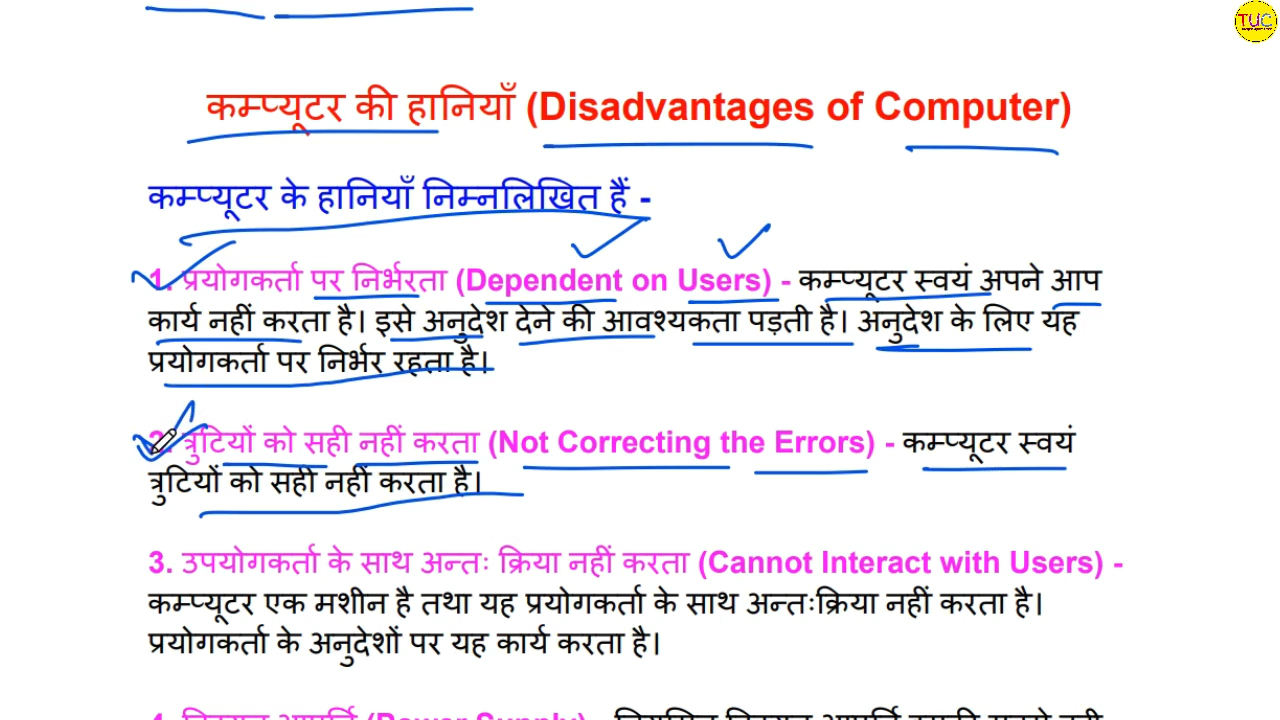 TUC
कम्प्यूटर की हानियाँ (Disadvantages of Computer)
कम्प्यूटर के हानियाँ निम्नलिखित हैं -
1. प्रयोगकर्ता पर निर्भरता (Dependent on Users) - कम्प्यूटर स्वयं अपने आप
कार्य नहीं करता है। इसे अनुदेश देने की आवश्यकता पड़ती है। अनुदेश के लिए यह
प्रयोगकर्ता पर निर्भर रहता है।
2. त्रुटियों को सही नहीं करता (Not Correcting the Errors) - कम्प्यूटर स्वयं
त्रुटियों को सही नहीं करता है।
3. उपयोगकर्ता के साथ अन्तः क्रिया नहीं करता (Cannot Interact with Users) -
कम्प्यूटर एक मशीन है तथा यह प्रयोगकर्ता के साथ अन्तःक्रिया नहीं करता है।
प्रयोगकर्ता के अनुदेशों पर यह कार्य करता है।
4. (Power Supply) -